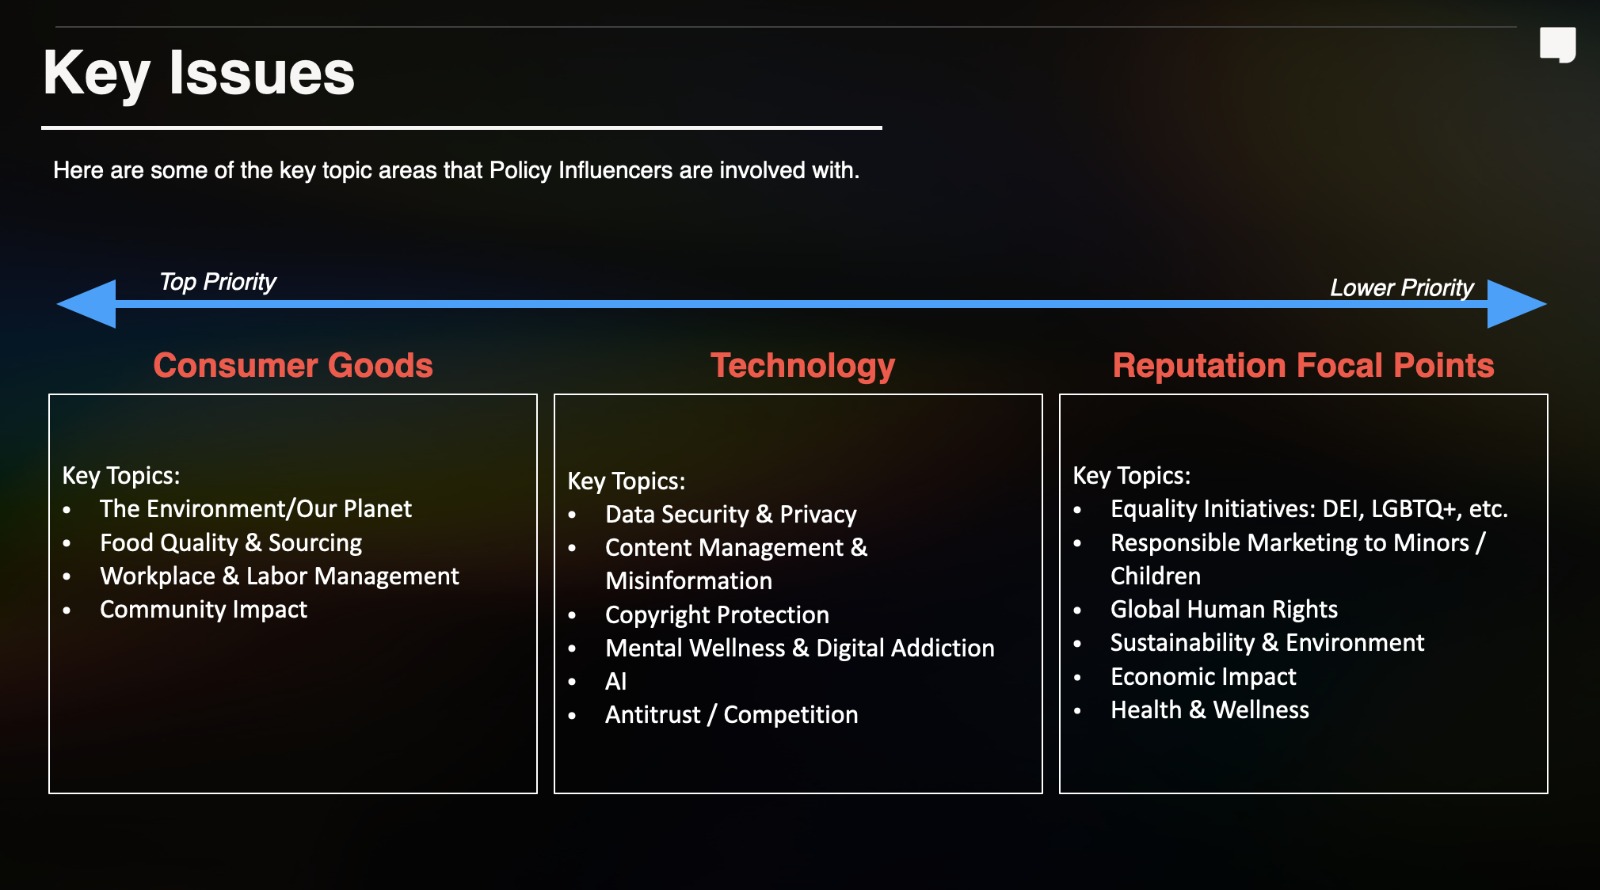 Key Issues
Here are some of the key topic areas that Policy Influencers are involved with.
Top Priority
Lower Priority
Consumer Goods
Key Topics:
• The Environment/Our Planet
• Food Quality & Sourcing
• Workplace & Labor Management
• Community Impact
Technology
Key Topics:
• Data Security & Privacy
• Content Management &
Misinformation
• Copyright Protection
• Mental Wellness & Digital Addiction
• AI
• Antitrust / Competition
Reputation Focal Points
Key Topics:
• Equality Initiatives: DEI, LGBTQ+, etc.
• Responsible Marketing to Minors /
Children
• Global Human Rights
• Sustainability & Environment
• Economic Impact
• Health & Wellness